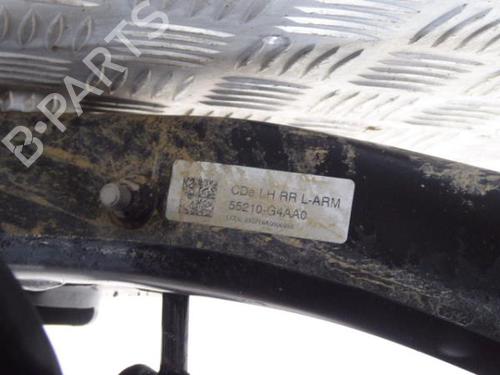 B-PARTS
CDe LH RR L-ARM
55210-G4AA0